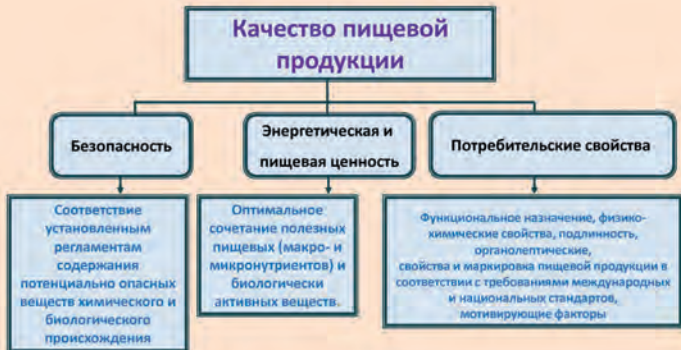 Качество пищевой
продукции
Безопасность
Энергетическая и
пищевая ценность
Потребительские свойства
Соответствие
установленным
регламентам
содержания
потенциально опасных
веществ химического и
биологического
происхождения
Оптимальное
сочетание полезных
пищевых (макро- и
микронутриентов) и
биологически
активных веществ.
Функциональное назначение, физико-
химические свойства, подлинность,
органолептические,
свойства и маркировка пищевой продукции в
соответствии с требованиями международных
и национальных стандартов,
мотивирующие факторы